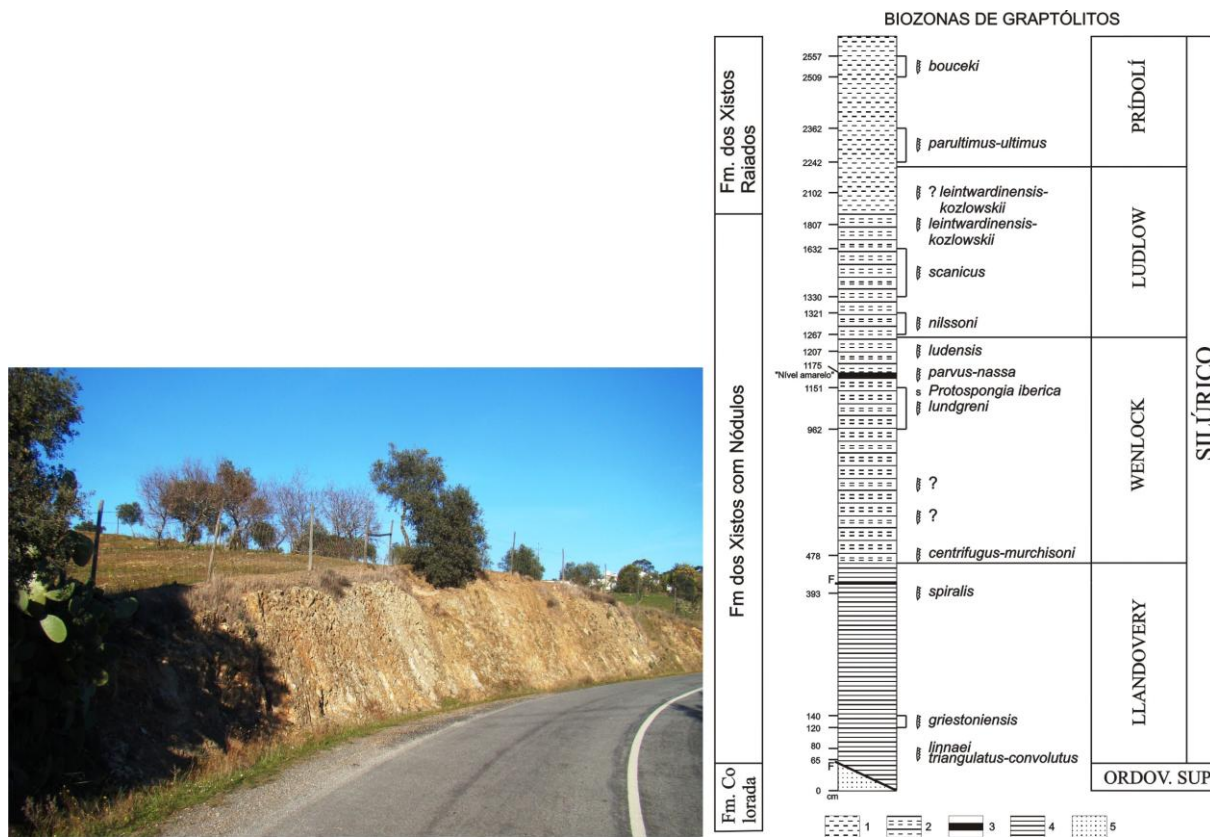 BIOZONAS DE GRAPTÓLITOS
Fm. dos Xistos
Raiados
Fm dos Xistos com Nódulos
Fm. Co
lorada
2557
2509
2362
2242
2102
1807
1632
1330
1321
1267
1207
1175
"Nível amarelo"
1151
962
478
F
393
140
120
80
65
F
0
cm
bouceki
parultimus-ultimus
? leintwardinensis-
kozlowskii
leintwardinensis-
kozlowskii
scanicus
nilssoni
ludensis
parvus-nassa
s Protospongia iberica
lundgreni
?
?
centrifugus-murchisoni
spiralis
griestoniensis
linnaei
triangulatus-convolutus
PRÍDOLÍ
LUDLOW
WENLOCK
LLANDOVERY
ORDOV. SUP
SILÚRICO
1 2 3 4 5